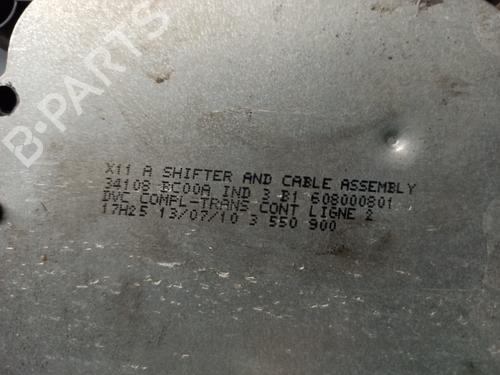 B-PARTS
X11 A SHIFTER AND CABLE ASSEMBLY
34108 BC00A IND 3 B1 608000801
DVC COMPL-TRANS CONT LIGNE 2
17H25 13/07/10 3 550 900